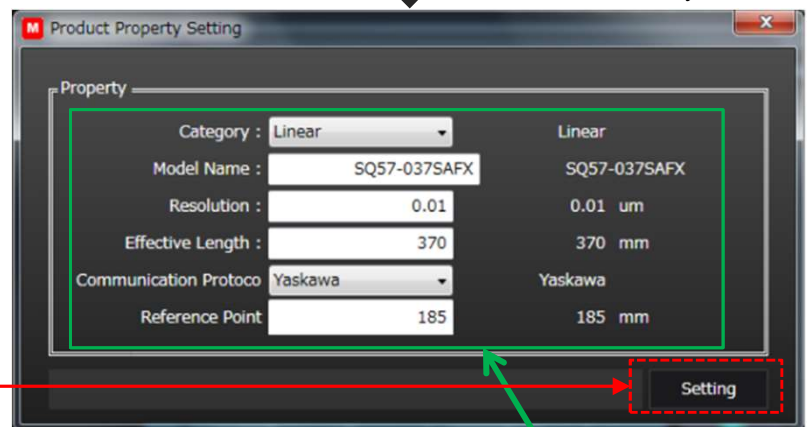 M Product Property Setting
Property
Category : Linear Linear
Model Name : SQ57-037SAFX SQ57-037SAFX
Resolution : 0.01 0.01 um
Effective Length : 370 370 mm
Communication Protoco Yaskawa Yaskawa
Reference Point 185 185 mm
Setting